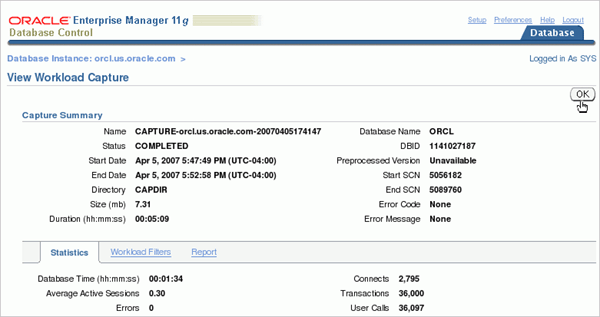 ORACLE Enterprise Manager 11g
Database Control
Setup Preferences Help Logout
Database
Database Instance: orcl.us.oracle.com >
Logged in As SYS
View Workload Capture
OK
Capture Summary
Name CAPTURE-orcl.us.oracle.com-20070405174147 Database Name ORCL
Status COMPLETED DBID 1141027187
Start Date Apr 5, 2007 5:47:49 PM (UTC-04:00) Preprocessed Version Unavailable
End Date Apr 5, 2007 5:52:58 PM (UTC-04:00) Start SCN 5056182
Directory CAPDIR End SCN 5089760
Size (mb) 7.31 Error Code None
Duration (hh:mm:ss) 00:05:09 Error Message None
Statistics Workload Filters Report
Database Time (hh:mm:ss) 00:01:34 Connects 2,795
Average Active Sessions 0.30 Transactions 36,000
Errors 0 User Calls 36,097